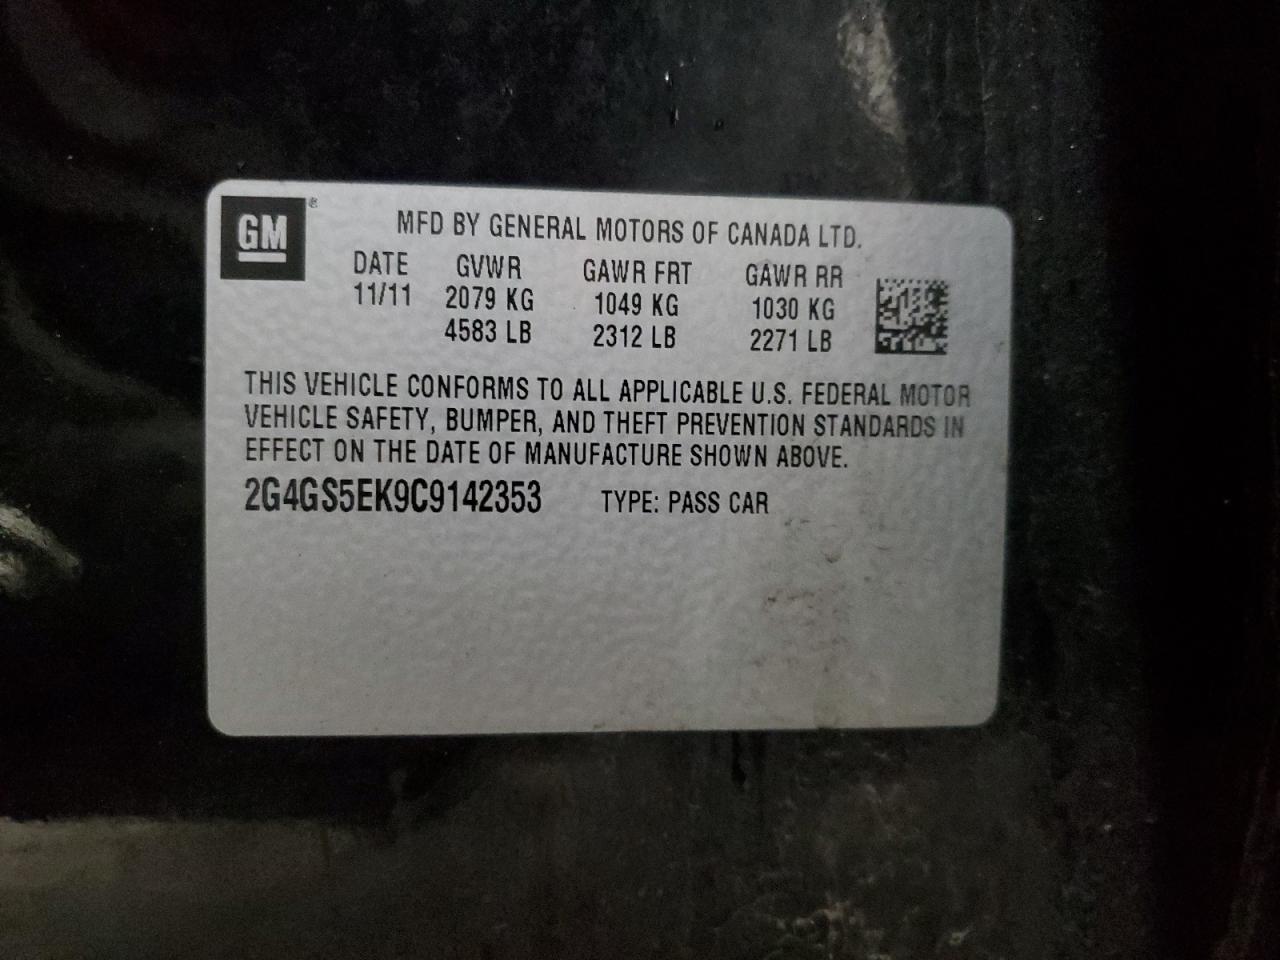 GM ®
MFD BY GENERAL MOTORS OF CANADA LTD.
DATE GVWR GAWR FRT GAWR RR
11/11 2079 KG 1049 KG 1030 KG
4583 LB 2312 LB 2271 LB
THIS VEHICLE CONFORMS TO ALL APPLICABLE U.S. FEDERAL MOTOR
VEHICLE SAFETY, BUMPER, AND THEFT PREVENTION STANDARDS IN
EFFECT ON THE DATE OF MANUFACTURE SHOWN ABOVE.
2G4GS5EK9C9142353 TYPE: PASS CAR